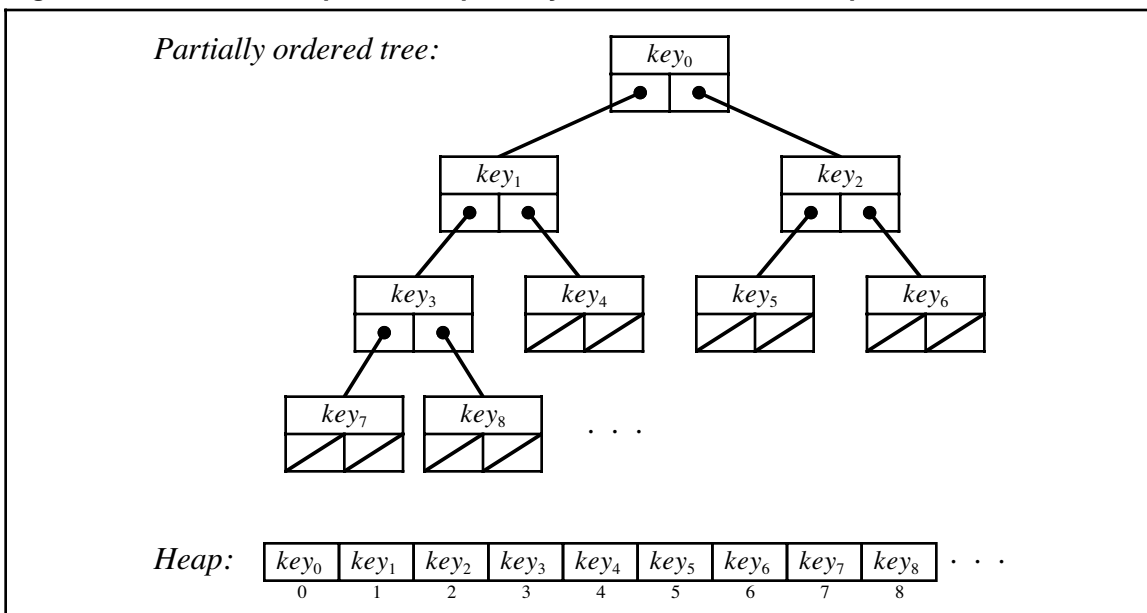 Partially ordered tree:
key₀
key₁ key₂
key₃ key₄ key₅ key₆
key₇ key₈ . . .
Heap: key₀ key₁ key₂ key₃ key₄ key₅ key₆ key₇ key₈ . . .
0 1 2 3 4 5 6 7 8